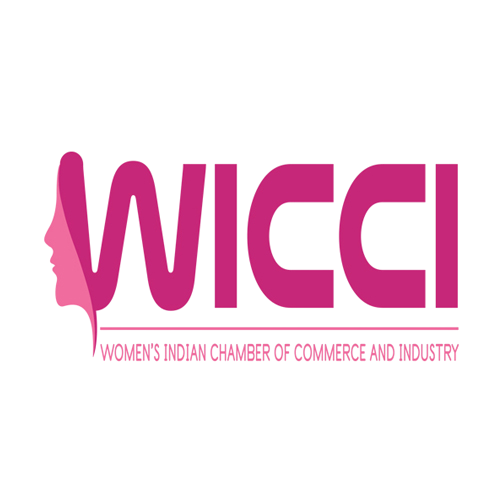 WICCI
WOMEN'S INDIAN CHAMBER OF COMMERCE AND INDUSTRY